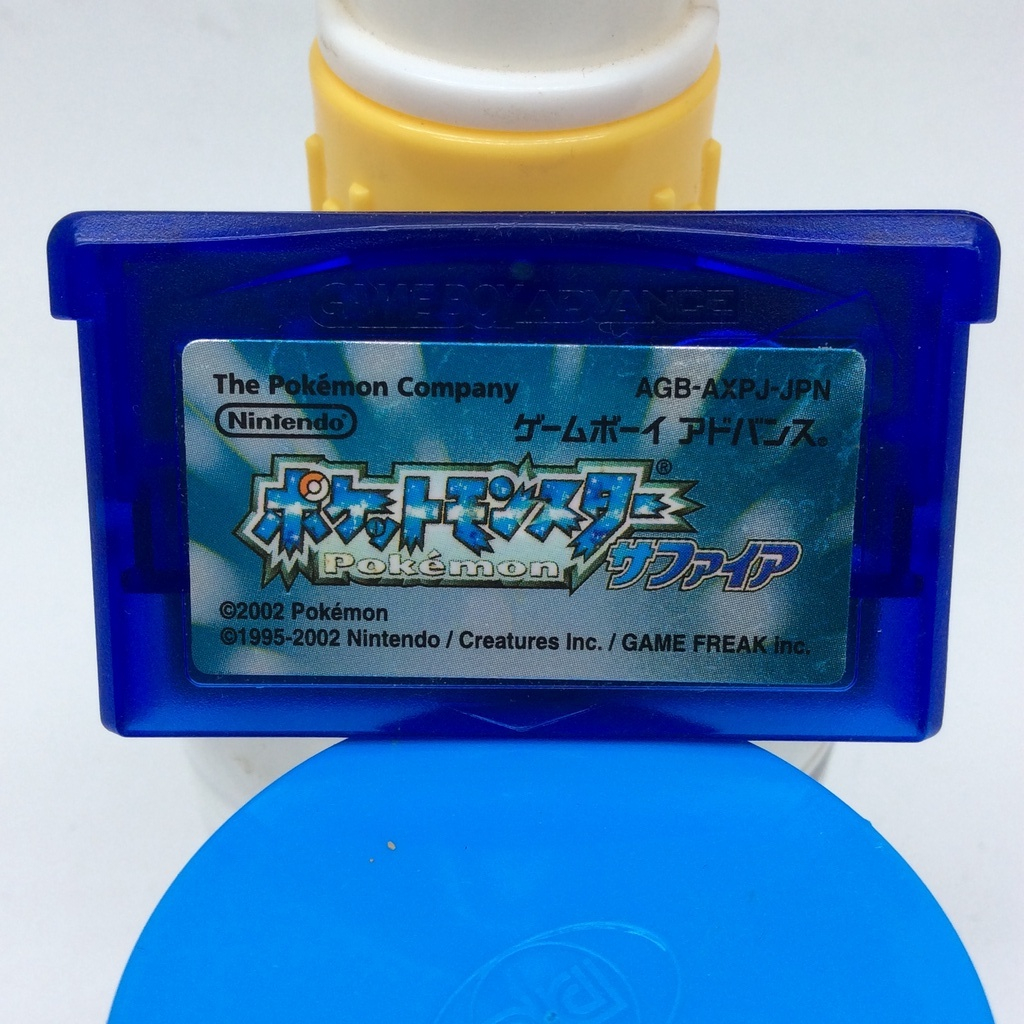 GAME BOY ADVANCE
The Pokémon Company AGB-AXPJ-JPN
Nintendo® ゲームボーイ アドバンス®
ポケットモンスター®
Pokémon サファイア
©2002 Pokémon
©1995-2002 Nintendo / Creatures Inc. / GAME FREAK inc.